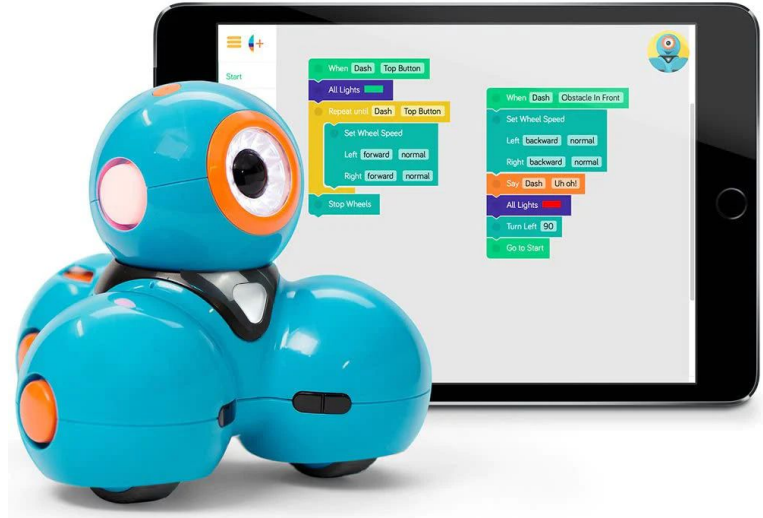 Start
When Dash Top Button
All Lights
Repeat until Dash Top Button
Set Wheel Speed
Left forward normal
Right forward normal
Stop Wheels
When Dash Obstacle In Front
Set Wheel Speed
Left backward normal
Right backward normal
Say Dash Uh oh!
All Lights
Turn Left 90
Go to Start